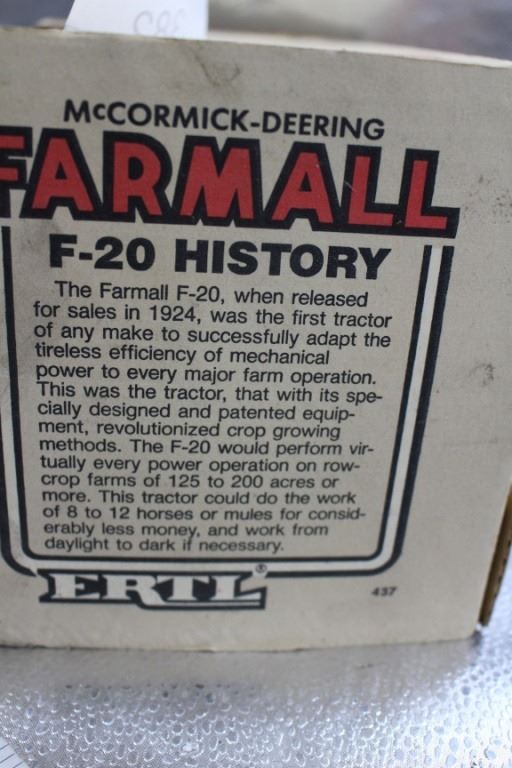 McCORMICK-DEERING
FARMALL
F-20 HISTORY
The Farmall F-20, when released
for sales in 1924, was the first tractor
of any make to successfully adapt the
tireless efficiency of mechanical
power to every major farm operation.
This was the tractor, that with its spe-
cially designed and patented equip-
ment, revolutionized crop growing
methods. The F-20 would perform vir-
tually every power operation on row-
crop farms of 125 to 200 acres or
more. This tractor could do the work
of 8 to 12 horses or mules for consid-
erably less money, and work from
daylight to dark if necessary.
ERTL®
437